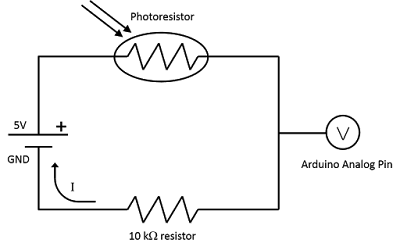 Photoresistor
5V
+
GND
I
V
Arduino Analog Pin
10 kΩ resistor